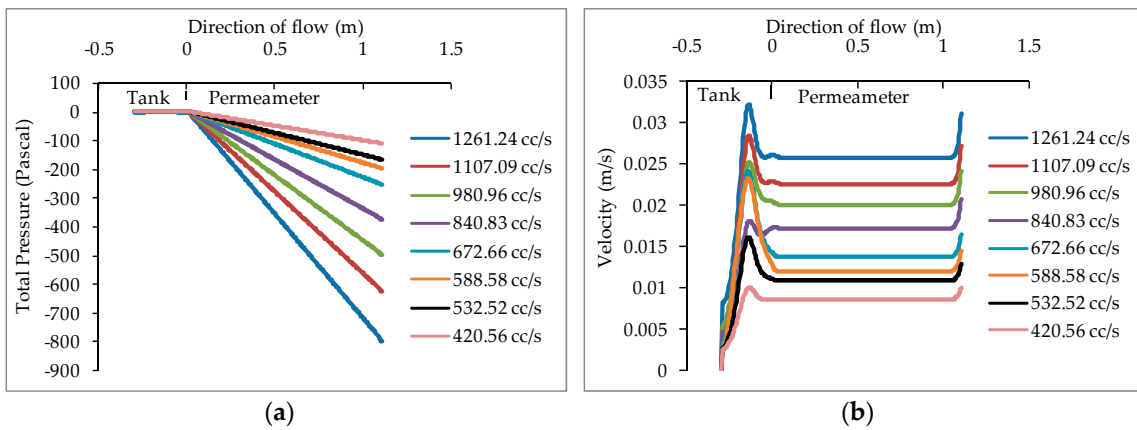 Direction of flow (m)
-0.5 0 0.5 1 1.5
100
0
-100
-200
-300
-400
-500
-600
-700
-800
-900
Total Pressure (Pascal)
Tank Permeameter
1261.24 cc/s
1107.09 cc/s
980.96 cc/s
840.83 cc/s
672.66 cc/s
588.58 cc/s
532.52 cc/s
420.56 cc/s
(a)
Direction of flow (m)
-0.5 0 0.5 1 1.5
0.035
0.03
0.025
0.02
0.015
0.01
0.005
0
Velocity (m/s)
Tank Permeameter
1261.24 cc/s
1107.09 cc/s
980.96 cc/s
840.83 cc/s
672.66 cc/s
588.58 cc/s
532.52 cc/s
420.56 cc/s
(b)